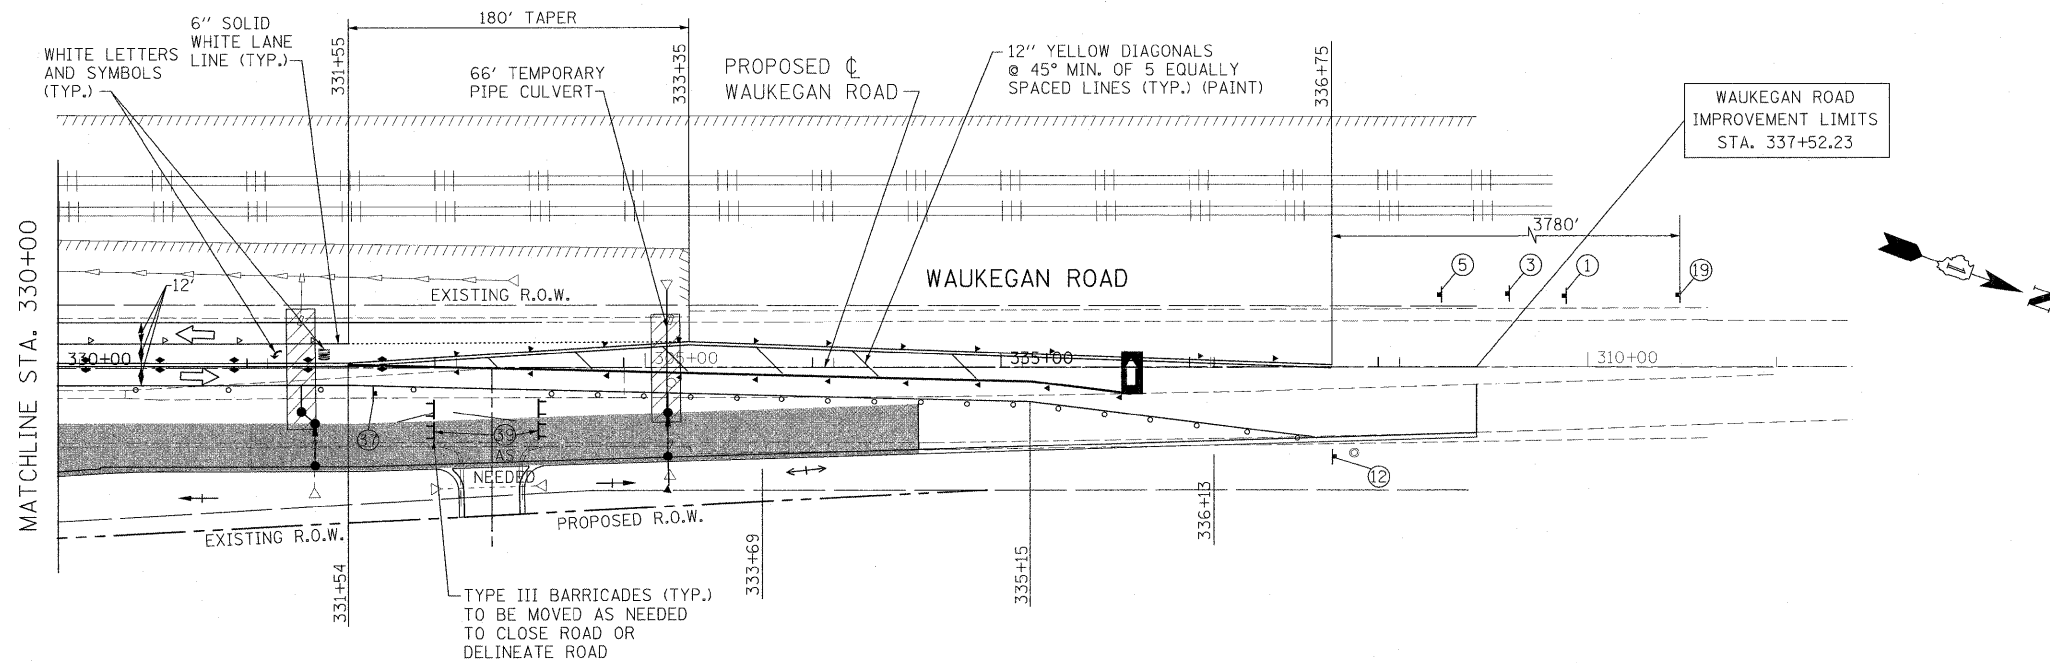 180' TAPER
6" SOLID
WHITE LANE
LINE (TYP.)
WHITE LETTERS
AND SYMBOLS
(TYP.)
331+55
66' TEMPORARY
PIPE CULVERT
333+35
PROPOSED ℄
WAUKEGAN ROAD
12" YELLOW DIAGONALS
@ 45° MIN. OF 5 EQUALLY
SPACED LINES (TYP.) (PAINT)
336+75
WAUKEGAN ROAD
IMPROVEMENT LIMITS
STA. 337+52.23
3780'
MATCHLINE STA. 330+00
12'
EXISTING R.O.W.
WAUKEGAN ROAD
5
3
1
19
N
330+00
335+00
310+00
37
39
AS
NEEDED
12
EXISTING R.O.W.
PROPOSED R.O.W.
331+54
333+69
335+15
336+13
TYPE III BARRICADES (TYP.)
TO BE MOVED AS NEEDED
TO CLOSE ROAD OR
DELINEATE ROAD